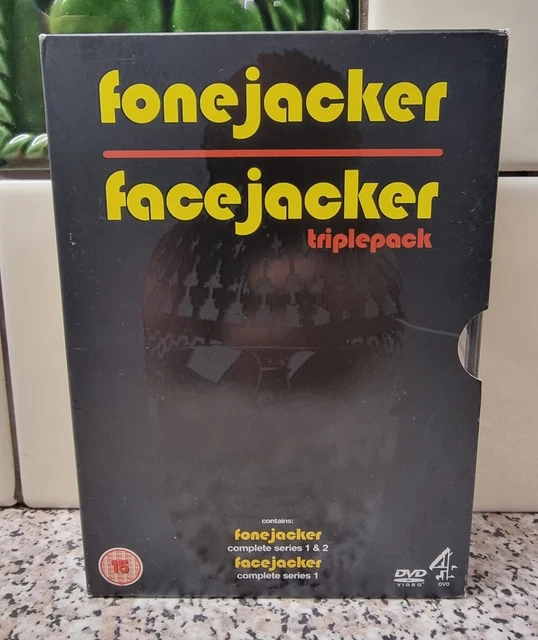 fonejacker
facejacker
triplepack
contains:
fonejacker
complete series 1 & 2
facejacker
complete series 1
15
DVD
VIDEO
4
DVD